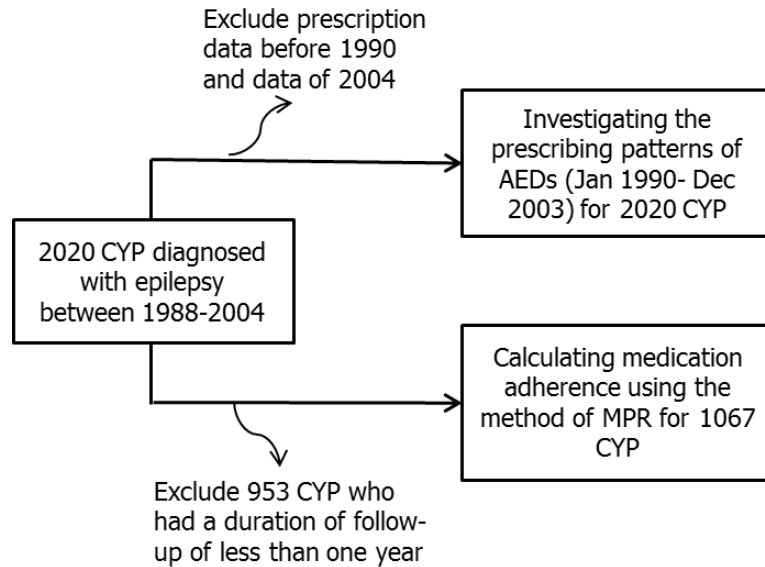 Exclude prescription
data before 1990
and data of 2004
Investigating the
prescribing patterns of
AEDs (Jan 1990- Dec
2003) for 2020 CYP
2020 CYP diagnosed
with epilepsy
between 1988-2004
Calculating medication
adherence using the
method of MPR for 1067
CYP
Exclude 953 CYP who
had a duration of follow-
up of less than one year